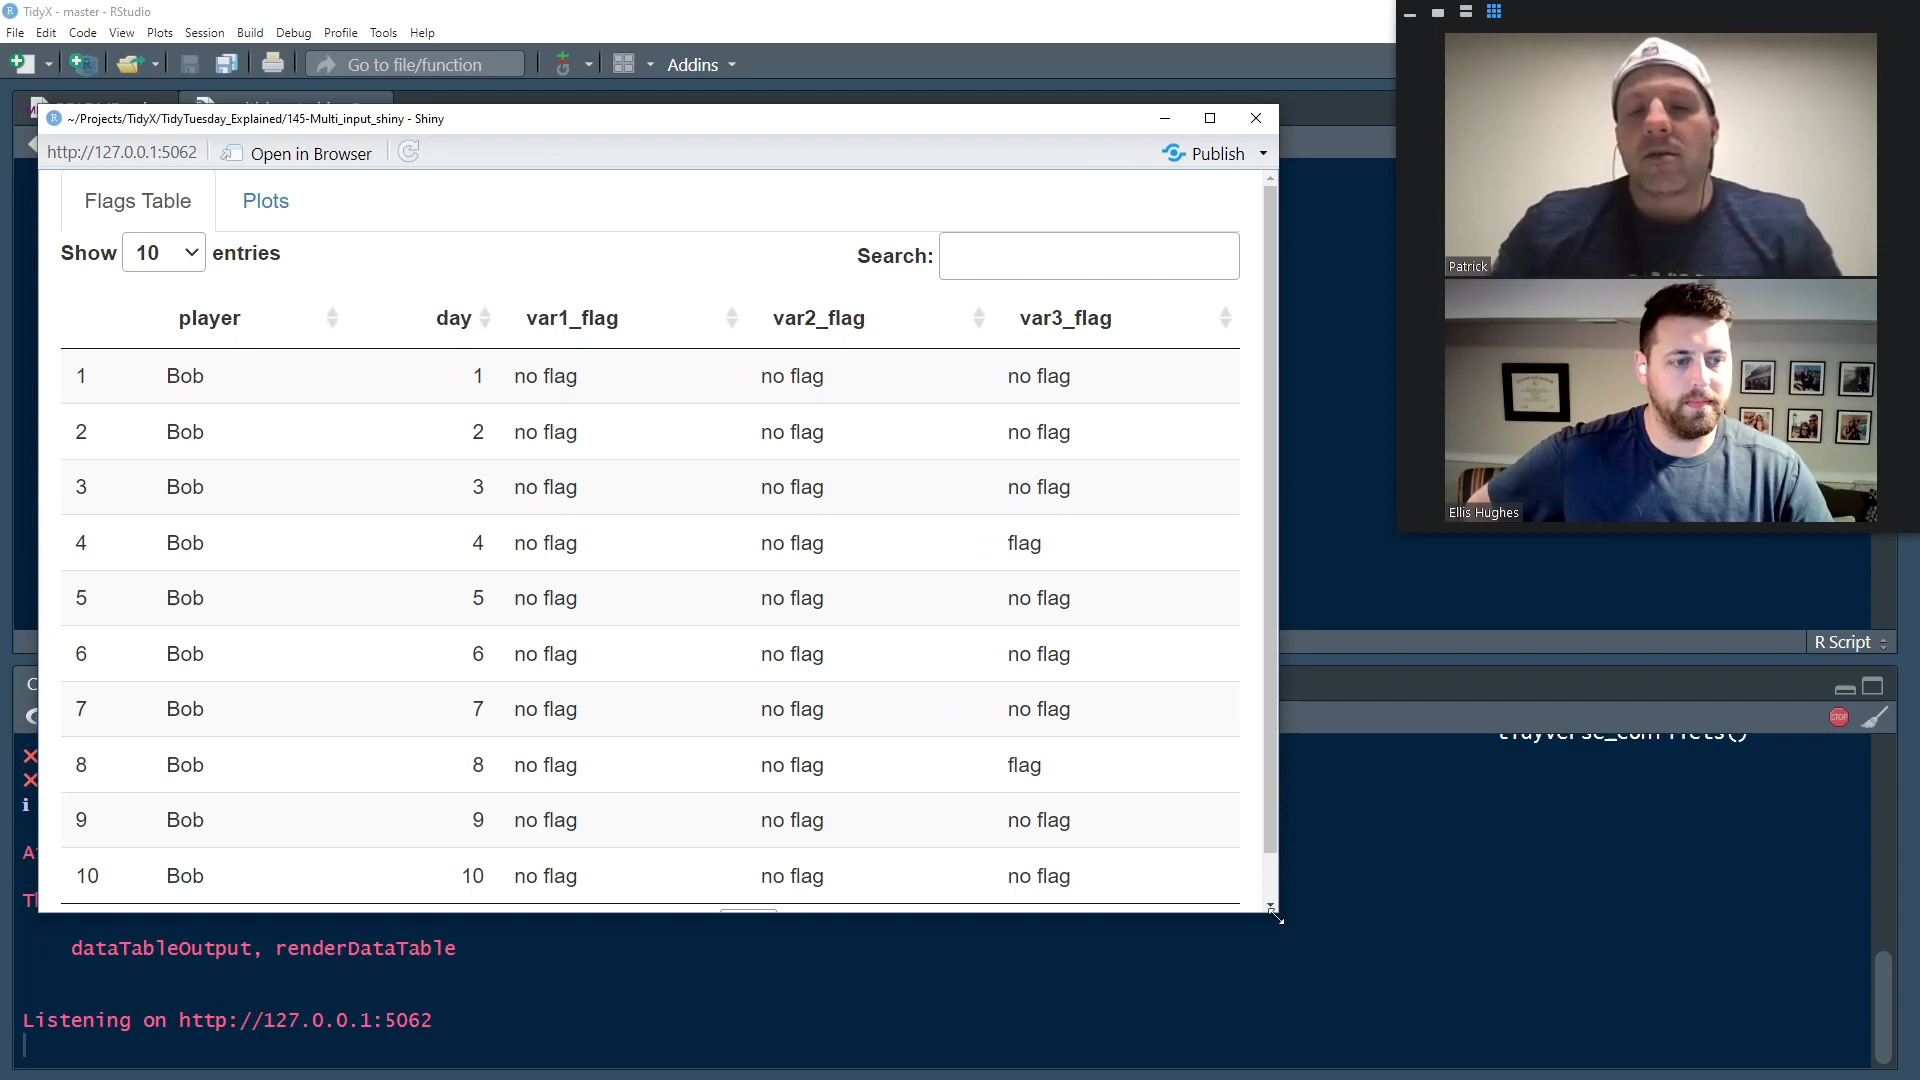 TidyX - master - RStudio
File Edit Code View Plots Session Build Debug Profile Tools Help
Go to file/function Addins
~/Projects/TidyX/TidyTuesday_Explained/145-Multi_input_shiny - Shiny
http://127.0.0.1:5062 Open in Browser Publish
Flags Table Plots
Show 10 entries Search:
player day var1_flag var2_flag var3_flag
1 Bob 1 no flag no flag no flag
2 Bob 2 no flag no flag no flag
3 Bob 3 no flag no flag no flag
4 Bob 4 no flag no flag flag
5 Bob 5 no flag no flag no flag
6 Bob 6 no flag no flag no flag
7 Bob 7 no flag no flag no flag
8 Bob 8 no flag no flag flag
9 Bob 9 no flag no flag no flag
10 Bob 10 no flag no flag no flag
Patrick
Ellis Hughes
R Script
STOP
tidyverse_conflicts()
dataTableOutput, renderDataTable
Listening on http://127.0.0.1:5062